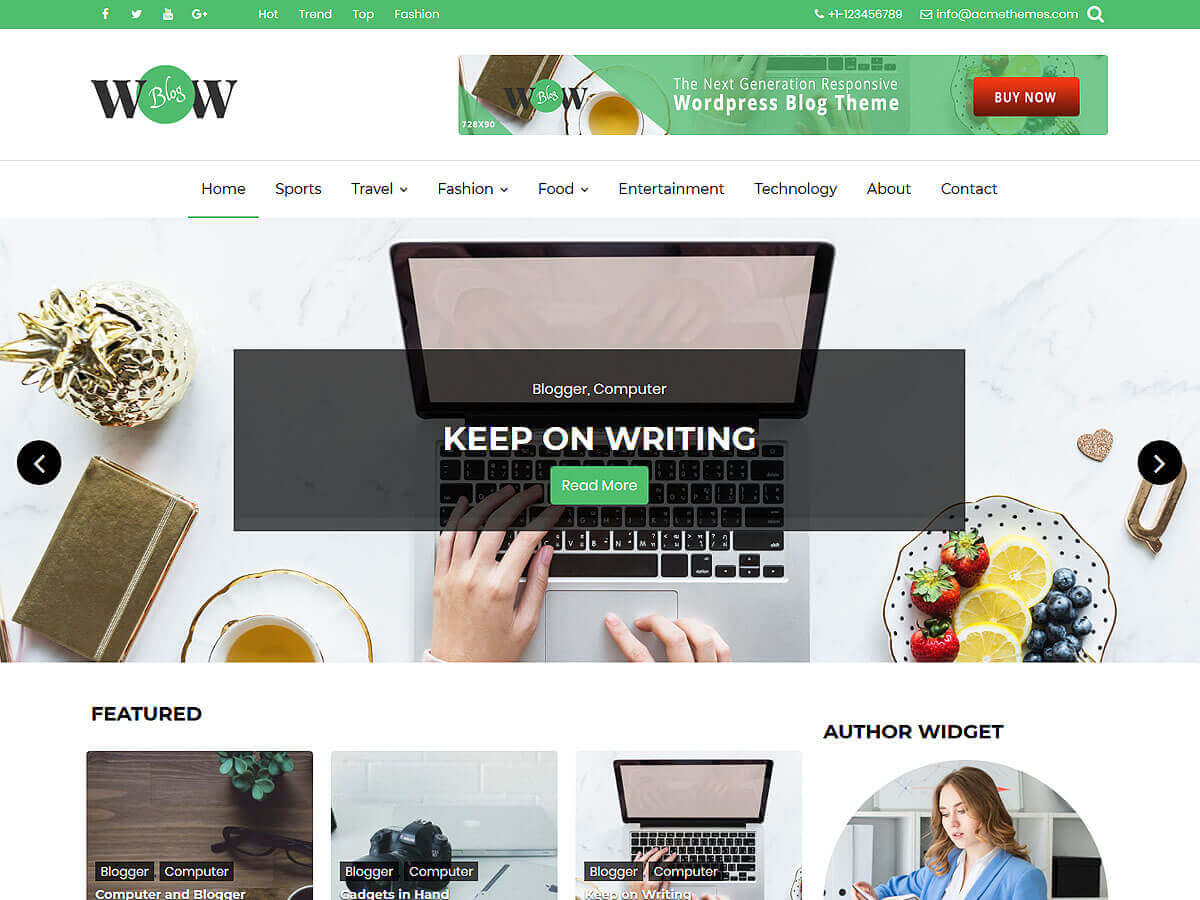 Hot Trend Top Fashion +1-123456789 info@acmethemes.com
WOW Blog
WOW Blog
728X90
The Next Generation Responsive
Wordpress Blog Theme
BUY NOW
Home Sports Travel Fashion Food Entertainment Technology About Contact
Blogger, Computer
KEEP ON WRITING
Read More
FEATURED
AUTHOR WIDGET
Blogger Computer
Computer and Blogger
Blogger Computer
Gadgets in Hand
Blogger Computer
Keep on Writing